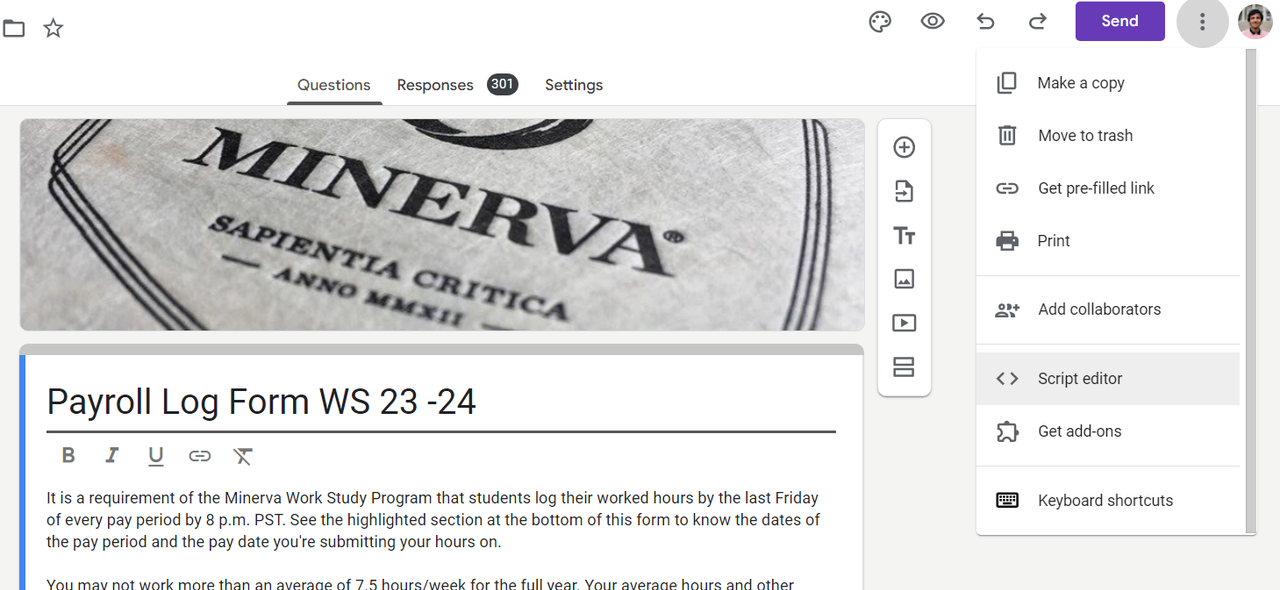 Send
Questions
Responses 301
Settings
Make a copy
Move to trash
Get pre-filled link
Print
Add collaborators
Script editor
Get add-ons
Keyboard shortcuts
MINERVA®
SAPIENTIA CRITICA
— ANNO MMXII —
Tт
Payroll Log Form WS 23 -24
B I U
It is a requirement of the Minerva Work Study Program that students log their worked hours by the last Friday
of every pay period by 8 p.m. PST. See the highlighted section at the bottom of this form to know the dates of
the pay period and the pay date you're submitting your hours on.
You may not work more than an average of 7.5 hours/week for the full year. Your average hours and other